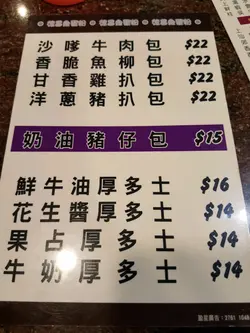 沙嗲牛肉包 $22
香脆魚柳包 $22
甘香雞扒包 $22
洋蔥豬扒包 $22
奶油豬仔包 $15
鮮牛油厚多士 $16
花生醬厚多士 $14
果占厚多士 $14
牛奶厚多士 $14